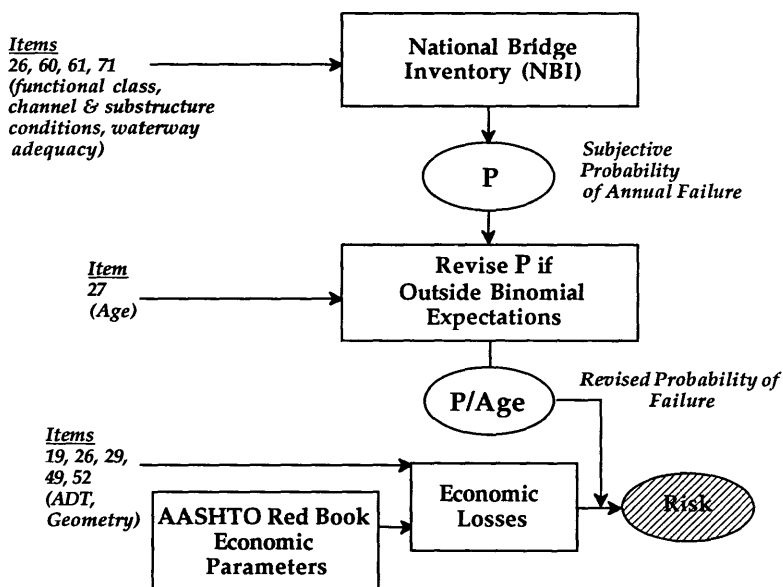 Items
26, 60, 61, 71
(functional class,
channel & substructure
conditions, waterway
adequacy)
National Bridge
Inventory (NBI)
P
Subjective
Probability
of Annual Failure
Item
27
(Age)
Revise P if
Outside Binomial
Expectations
P/Age
Revised Probability of
Failure
Items
19, 26, 29,
49, 52
(ADT,
Geometry)
AASHTO Red Book
Economic
Parameters
Economic
Losses
Risk